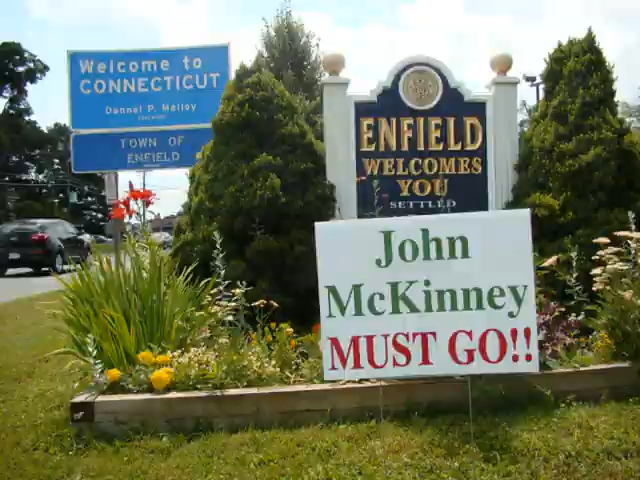 Welcome to
CONNECTICUT
Dannel P. Malloy
TOWN OF
ENFIELD
ENFIELD
WELCOMES
YOU
SETTLED
John
McKinney
MUST GO!!